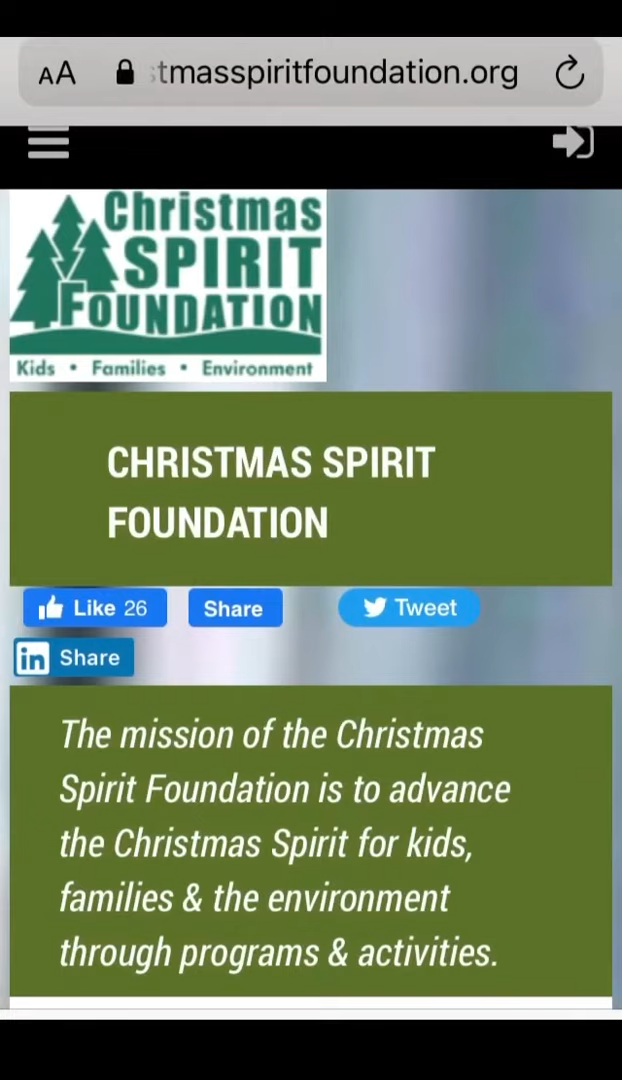 AA tmasspiritfoundation.org
Christmas
SPIRIT
FOUNDATION
Kids • Families • Environment
CHRISTMAS SPIRIT
FOUNDATION
Like 26 Share Tweet
in Share
The mission of the Christmas
Spirit Foundation is to advance
the Christmas Spirit for kids,
families & the environment
through programs & activities.